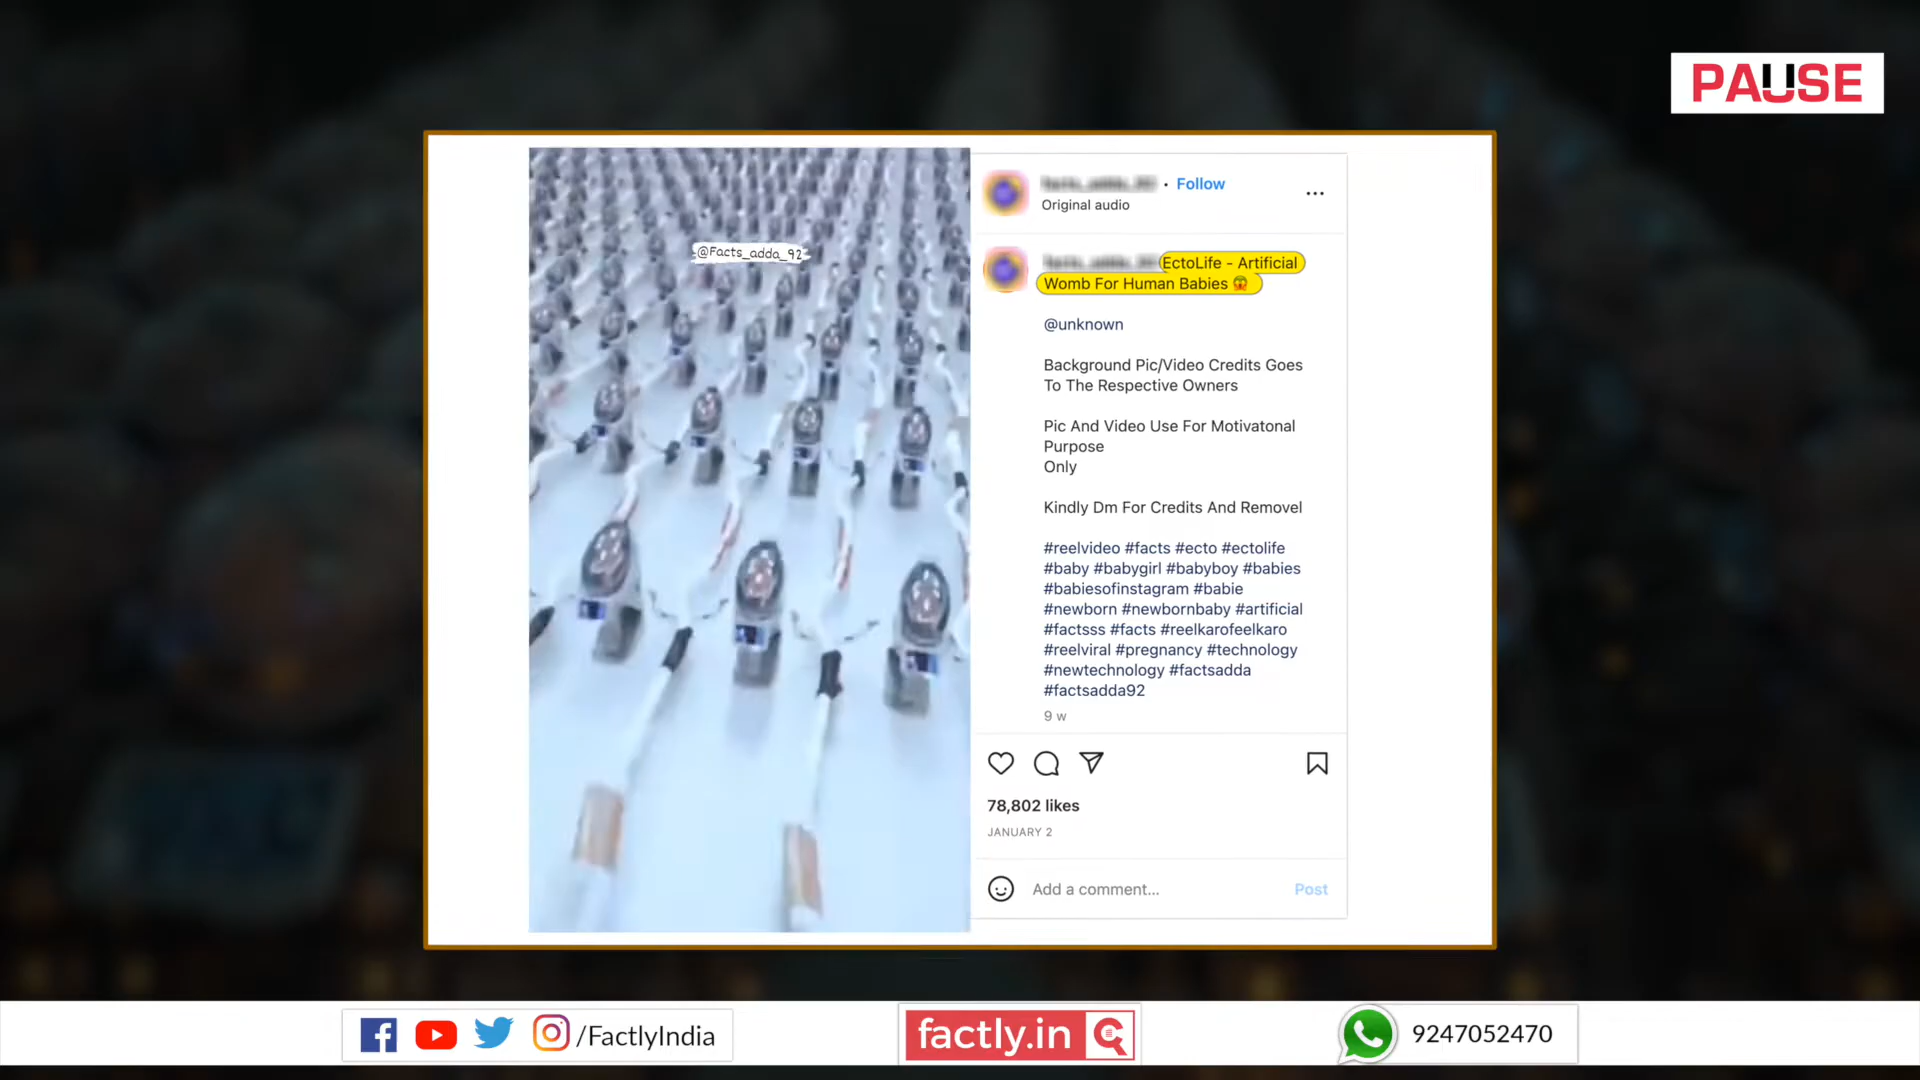 PAUSE
@Facts_adda_92
• Follow
Original audio
EctoLife - Artificial
Womb For Human Babies 😱
@unknown
Background Pic/Video Credits Goes
To The Respective Owners
Pic And Video Use For Motivatonal
Purpose
Only
Kindly Dm For Credits And Removel
#reelvideo #facts #ecto #ectolife
#baby #babygirl #babyboy #babies
#babiesofinstagram #babie
#newborn #newbornbaby #artificial
#factsss #facts #reelkarofeelkaro
#reelviral #pregnancy #technology
#newtechnology #factsadda
#factsadda92
9 w
78,802 likes
JANUARY 2
Add a comment...
Post
/FactlyIndia
factly.in
9247052470